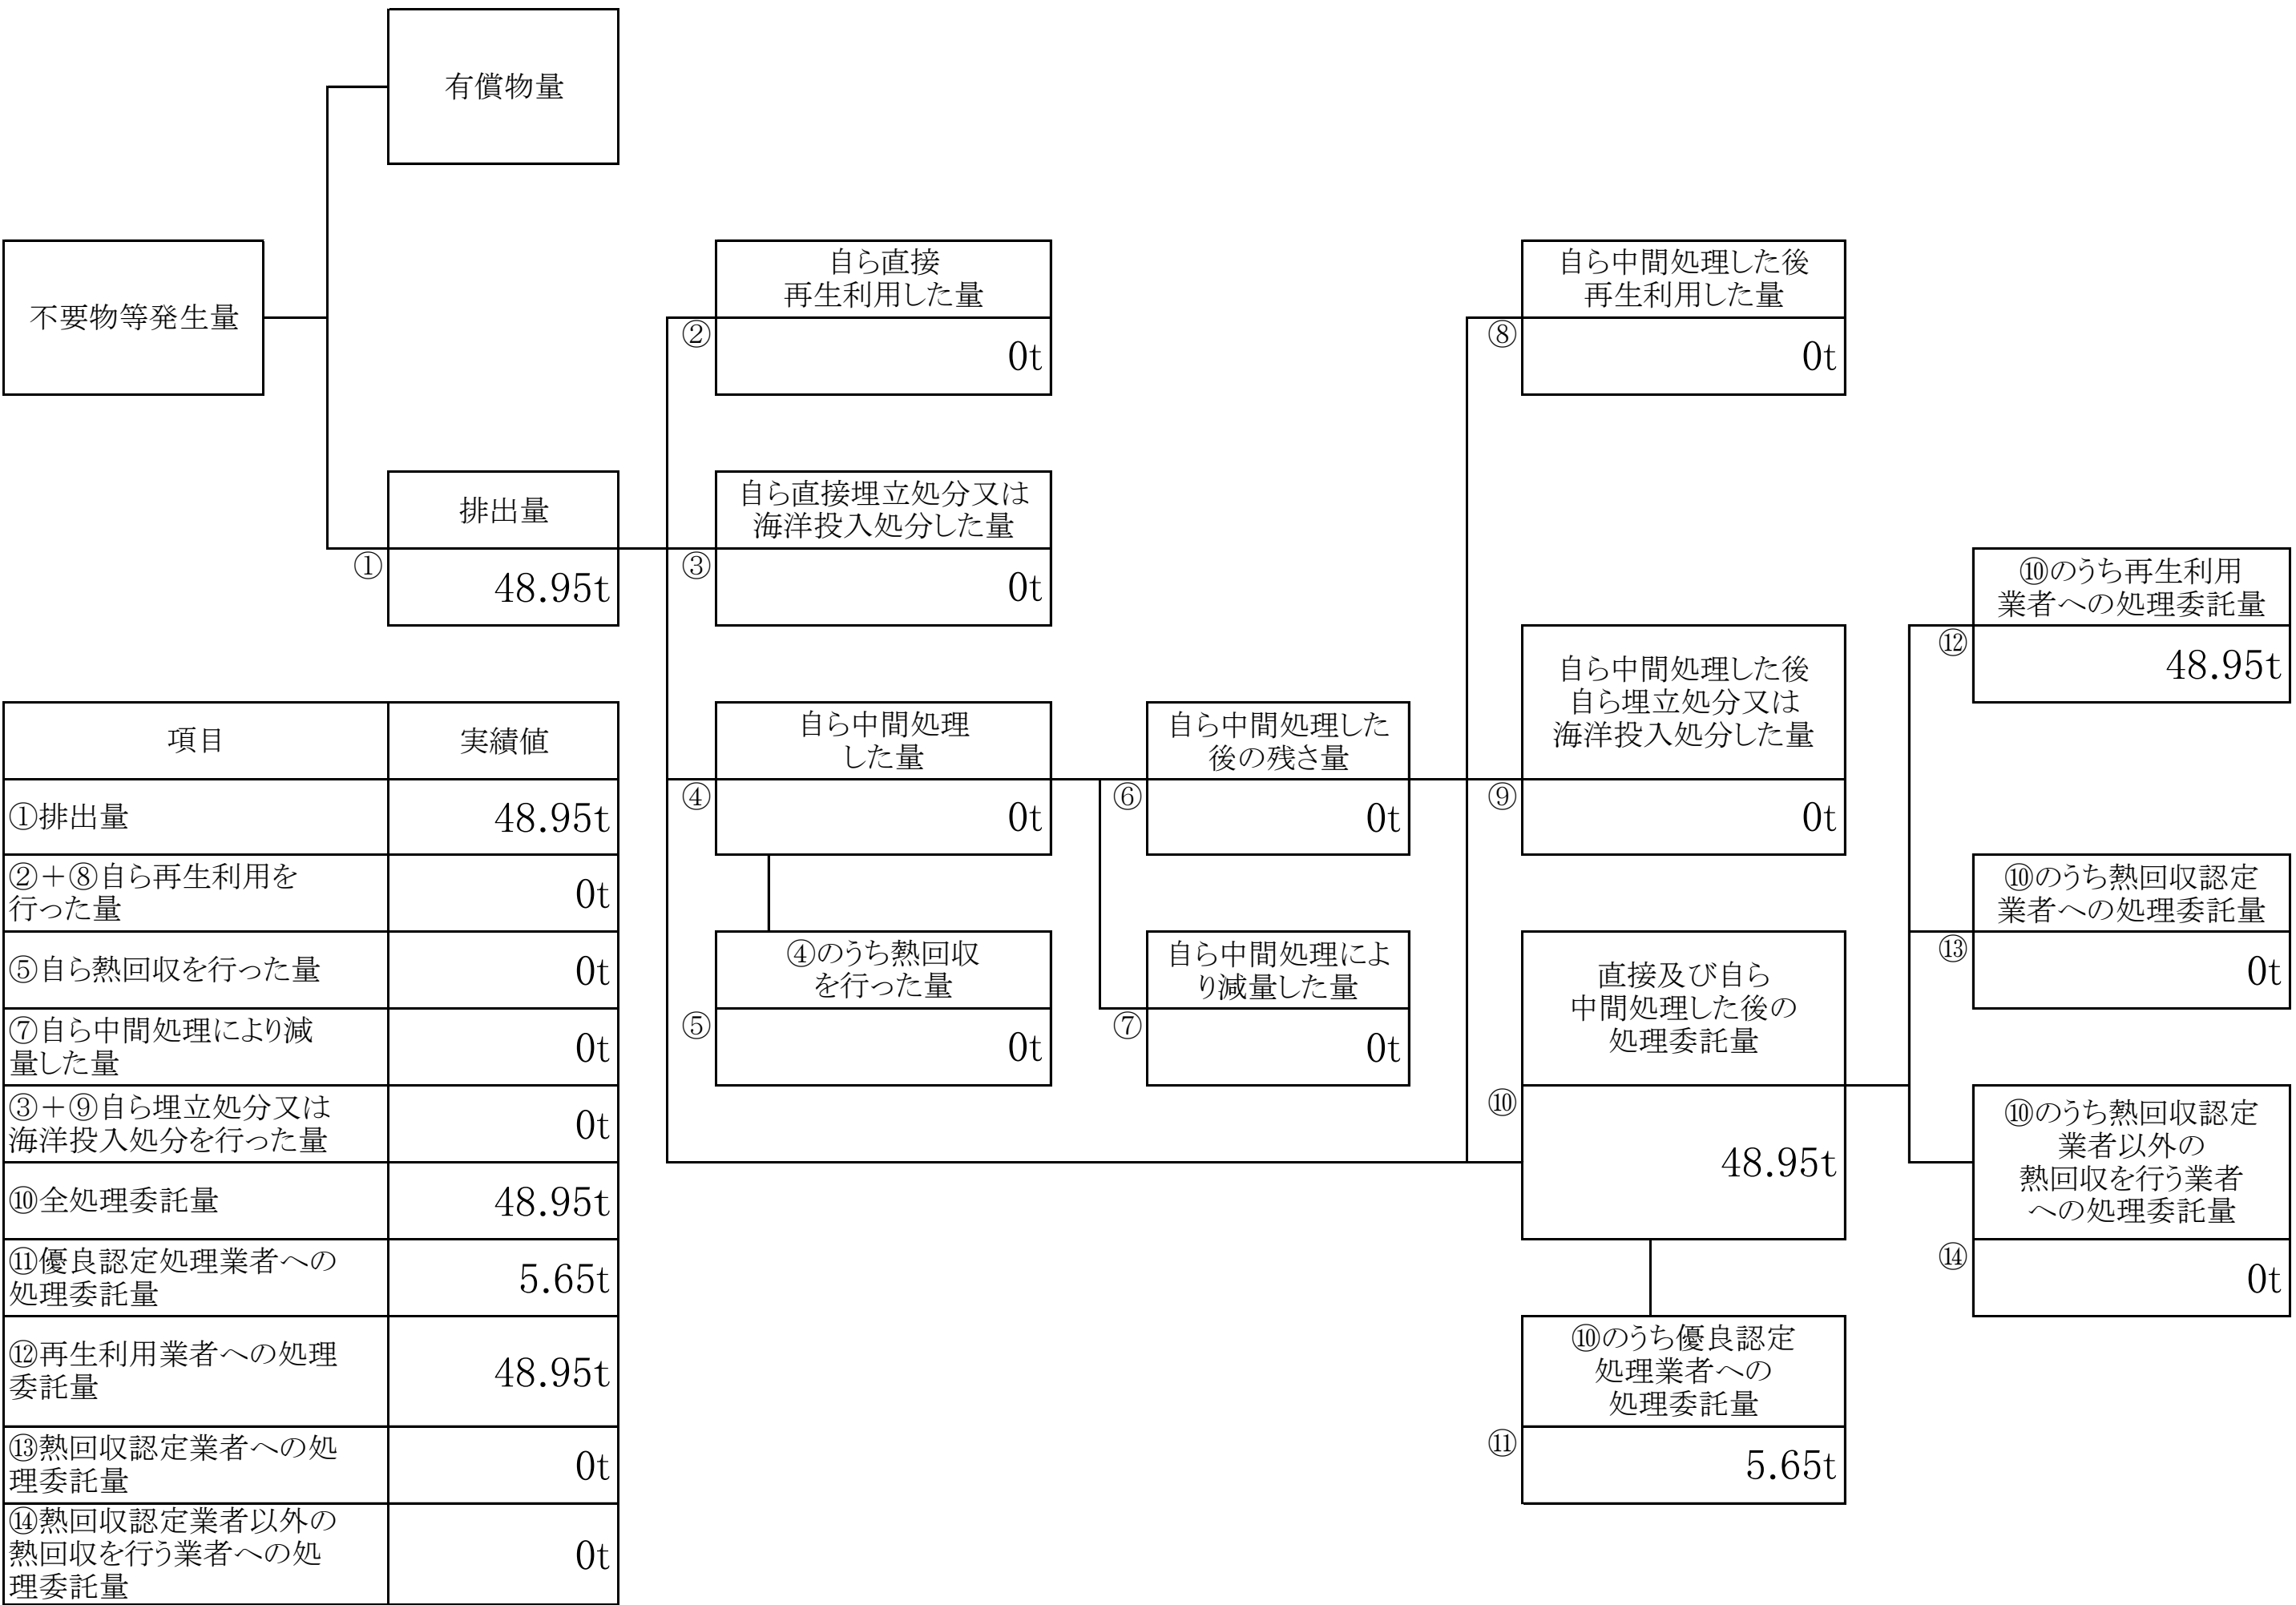 有償物量
不要物等発生量
自ら直接
再生利用した量
②
0t
自ら中間処理した後
再生利用した量
⑧
0t
排出量
①
48.95t
自ら直接埋立処分又は
海洋投入処分した量
③
0t
⑩のうち再生利用
業者への処理委託量
⑫
48.95t
自ら中間処理
した量
④
0t
自ら中間処理した
後の残さ量
⑥
0t
自ら中間処理した後
自ら埋立処分又は
海洋投入処分した量
⑨
0t
⑩のうち熱回収認定
業者への処理委託量
⑬
0t
④のうち熱回収
を行った量
⑤
0t
自ら中間処理によ
り減量した量
⑦
0t
直接及び自ら
中間処理した後の
処理委託量
⑩
48.95t
⑩のうち熱回収認定
業者以外の
熱回収を行う業者
への処理委託量
⑭
0t
⑩のうち優良認定
処理業者への
処理委託量
⑪
5.65t
項目
実績値
①排出量
48.95t
②＋⑧自ら再生利用を
行った量
0t
⑤自ら熱回収を行った量
0t
⑦自ら中間処理により減
量した量
0t
③＋⑨自ら埋立処分又は
海洋投入処分を行った量
0t
⑩全処理委託量
48.95t
⑪優良認定処理業者への
処理委託量
5.65t
⑫再生利用業者への処理
委託量
48.95t
⑬熱回収認定業者への処
理委託量
0t
⑭熱回収認定業者以外の
熱回収を行う業者への処
理委託量
0t